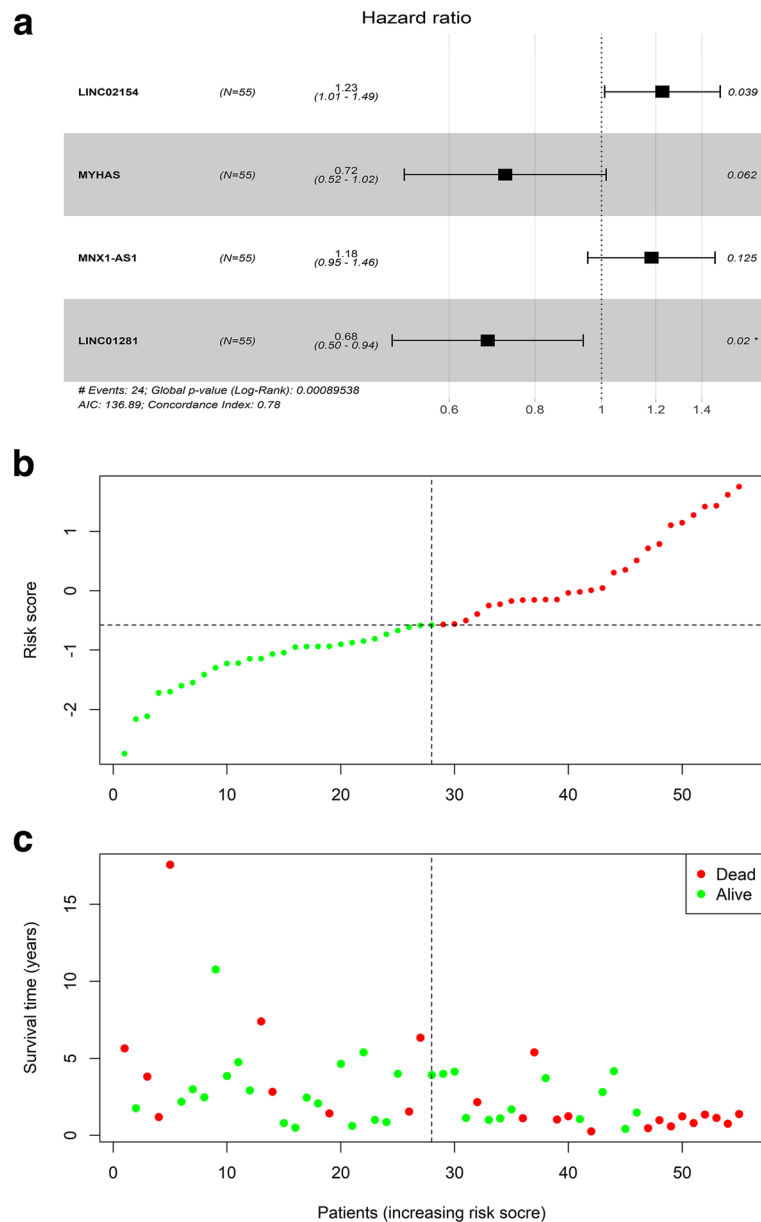 a
Hazard ratio
LINC02154 (N=55) 1.23 0.039
(1.01 - 1.49)
MYHAS (N=55) 0.72 0.062
(0.52 - 1.02)
MNX1-AS1 (N=55) 1.18 0.125
(0.95 - 1.46)
LINC01281 (N=55) 0.68 0.02 *
(0.50 - 0.94)
# Events: 24; Global p-value (Log-Rank): 0.00089538
AIC: 136.89; Concordance Index: 0.78
0.6 0.8 1 1.2 1.4
b
Risk score
1
0
-1
-2
0 10 20 30 40 50
c
Survival time (years)
Dead
Alive
15
10
5
0
0 10 20 30 40 50
Patients (increasing risk socre)